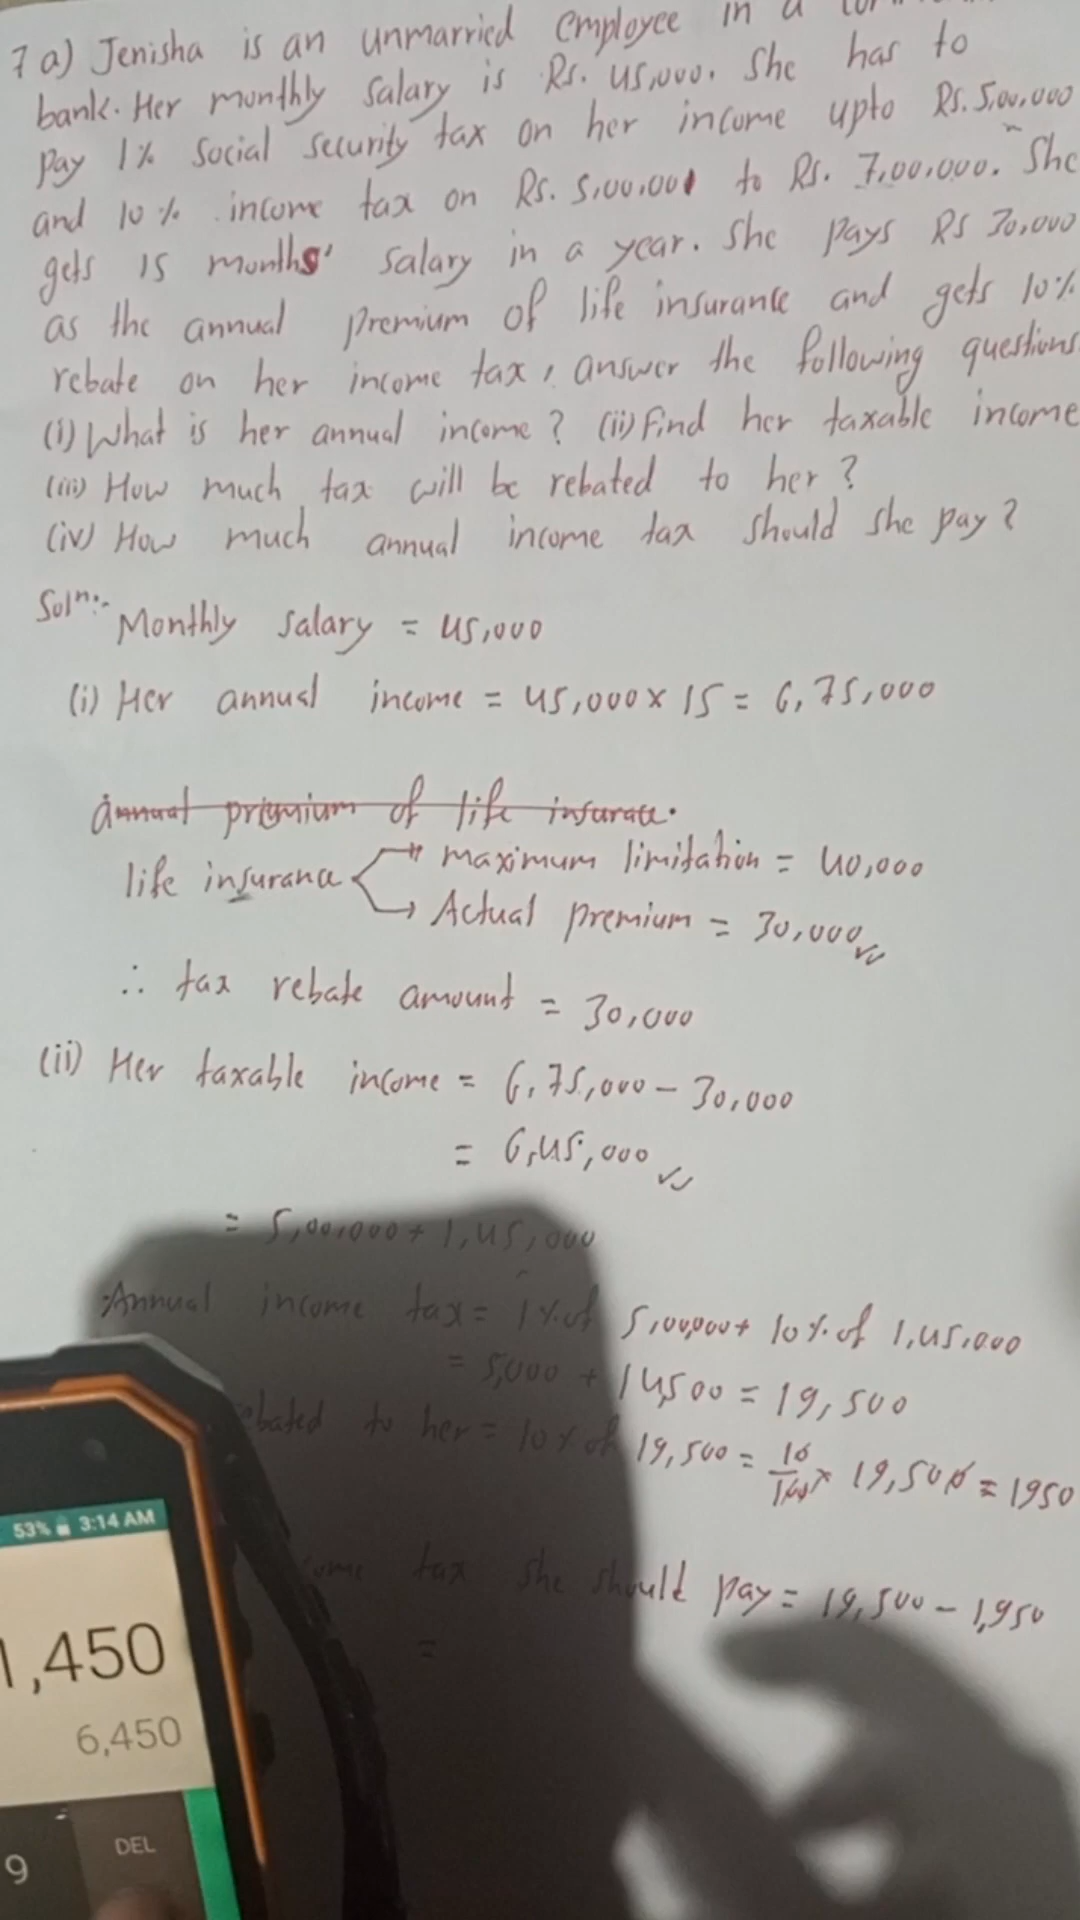 7 a) Jenisha is an unmarried employee in a
bank. Her monthly salary is Rs. 45,000. She has to
pay 1% Social security tax on her income upto Rs. 5,00,000
and 10% income tax on Rs. 5,00,001 to Rs. 7,00,000. She
gets 15 months' salary in a year. She pays RS 30,000
as the annual premium of life insurance and gets 10%
rebate on her income tax, answer the following questions.
(i) What is her annual income? (ii) Find her taxable income
(iii) How much tax will be rebated to her?
(iv) How much annual income tax should she pay?
Solⁿ:-
Monthly salary = 45,000
(i) Her annual income = 45,000 x 15 = 6,75,000
annual premium of life insurace.
life insurance → maximum limitation = 40,000
→ Actual premium = 30,000
∴ tax rebate amount = 30,000
(ii) Her taxable income = 6,75,000 - 30,000
= 6,45,000
= 5,00,000 + 1,45,000
Annual income tax = 1% of 5,00,000 + 10% of 1,45,000
= 5,000 + 14,500 = 19,500
ebated to her = 10% of 19,500 = 10/100 x 19,500 = 1950
ome tax she should pay = 19,500 - 1,950
=
53% 3:14 AM
1,450
6,450
9
DEL